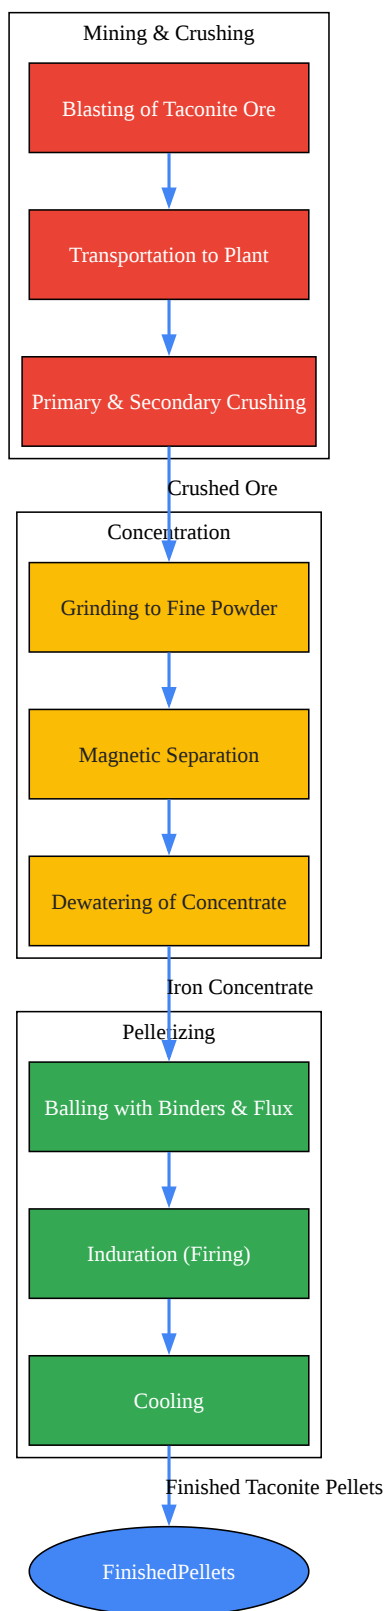 Mining & Crushing
Blasting of Taconite Ore
Transportation to Plant
Primary & Secondary Crushing
Crushed Ore
Concentration
Grinding to Fine Powder
Magnetic Separation
Dewatering of Concentrate
Iron Concentrate
Pelletizing
Balling with Binders & Flux
Induration (Firing)
Cooling
Finished Taconite Pellets
FinishedPellets